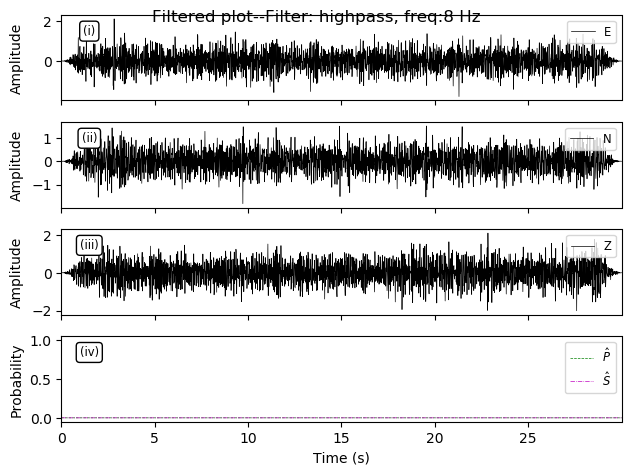 Filtered plot--Filter: highpass, freq:8 Hz
Amplitude
2
0
(i)
E
Amplitude
1
0
−1
(ii)
N
Amplitude
2
0
−2
(iii)
Z
Probability
1.0
0.5
0.0
(iv)
P̂
Ŝ
0 5 10 15 20 25
Time (s)